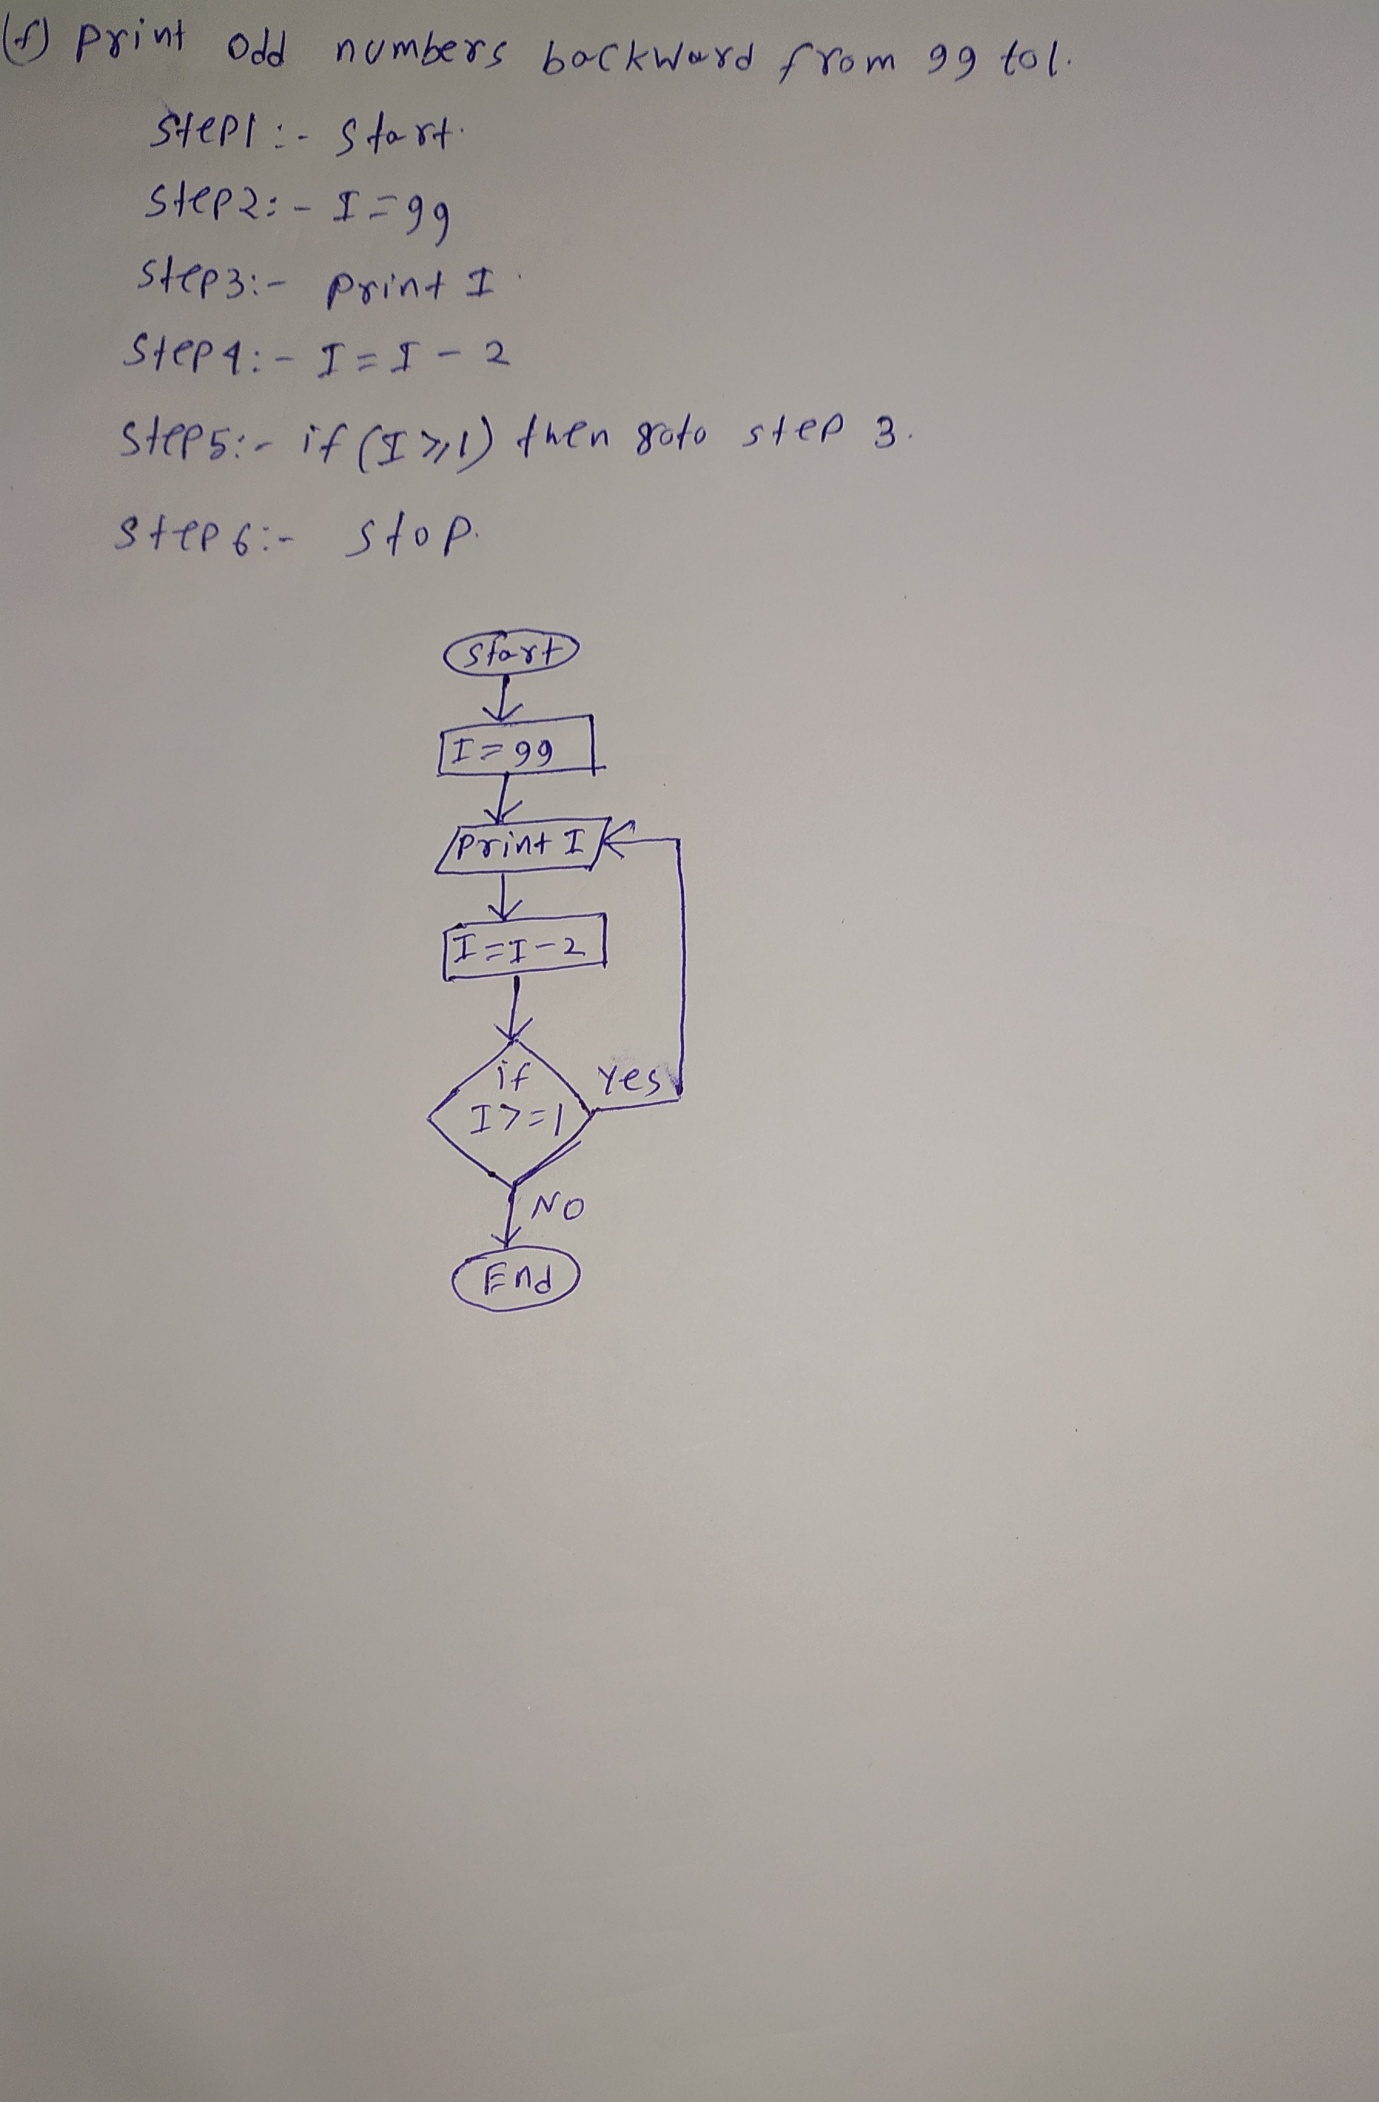 (f) print odd numbers backward from 99 to 1.
Step1:- Start.
Step2:- I=99
Step3:- print I.
Step4:- I=I-2
Step5:- if (I⩾1) then goto step 3.
Step6:- Stop.
Start
I=99
Print I
I=I-2
if
I>=1
Yes
NO
End